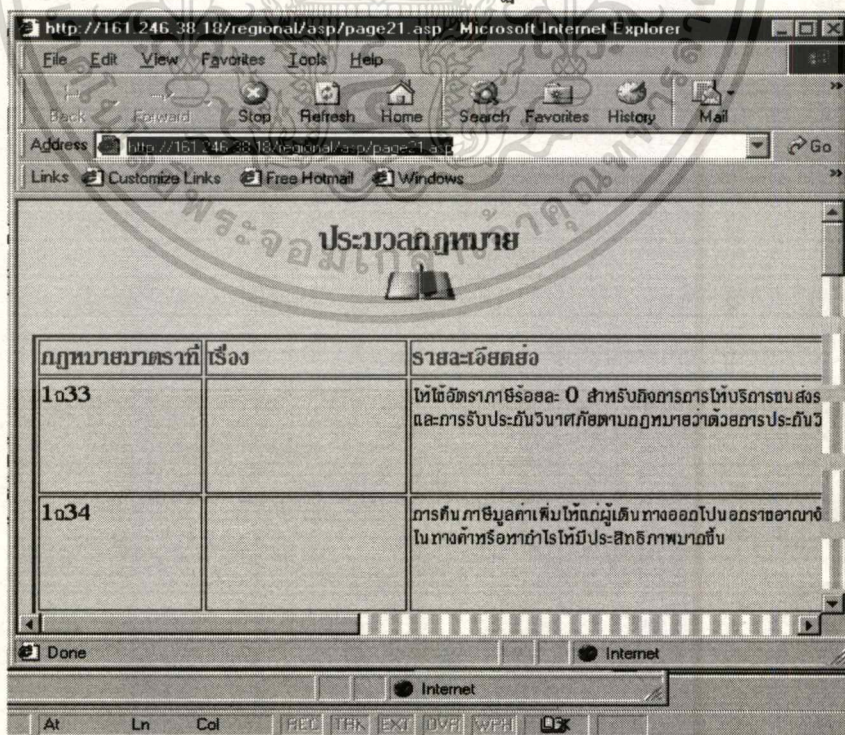 http://161.246.38.18/regional/asp/page21.asp - Microsoft Internet Explorer
File Edit View Favorites Tools Help
Back Forward Stop Refresh Home Search Favorites History Mail
Address http://161.246.38.18/regional/asp/page21.asp Go
Links Customize Links Free Hotmail Windows
ประมวลกฎหมาย
กฎหมายมาตราที่ เรื่อง รายละเอียดย่อ
1ก33 ให้ใช้อัตราภาษีร้อยละ 0 สำหรับกิจการการให้บริการขนส่งร
และการรับประกันวินาศภัยตามกฎหมายว่าด้วยการประกันวิ
1ก34 การคืนภาษีมูลค่าเพิ่มให้แก่ผู้เดินทางออกไปนอกราชอาณาจั
ในทางค้าหรือหากำไรให้มีประสิทธิภาพมากขึ้น
Done Internet
Internet
At Ln Col REC TRK EXT OVR WPH